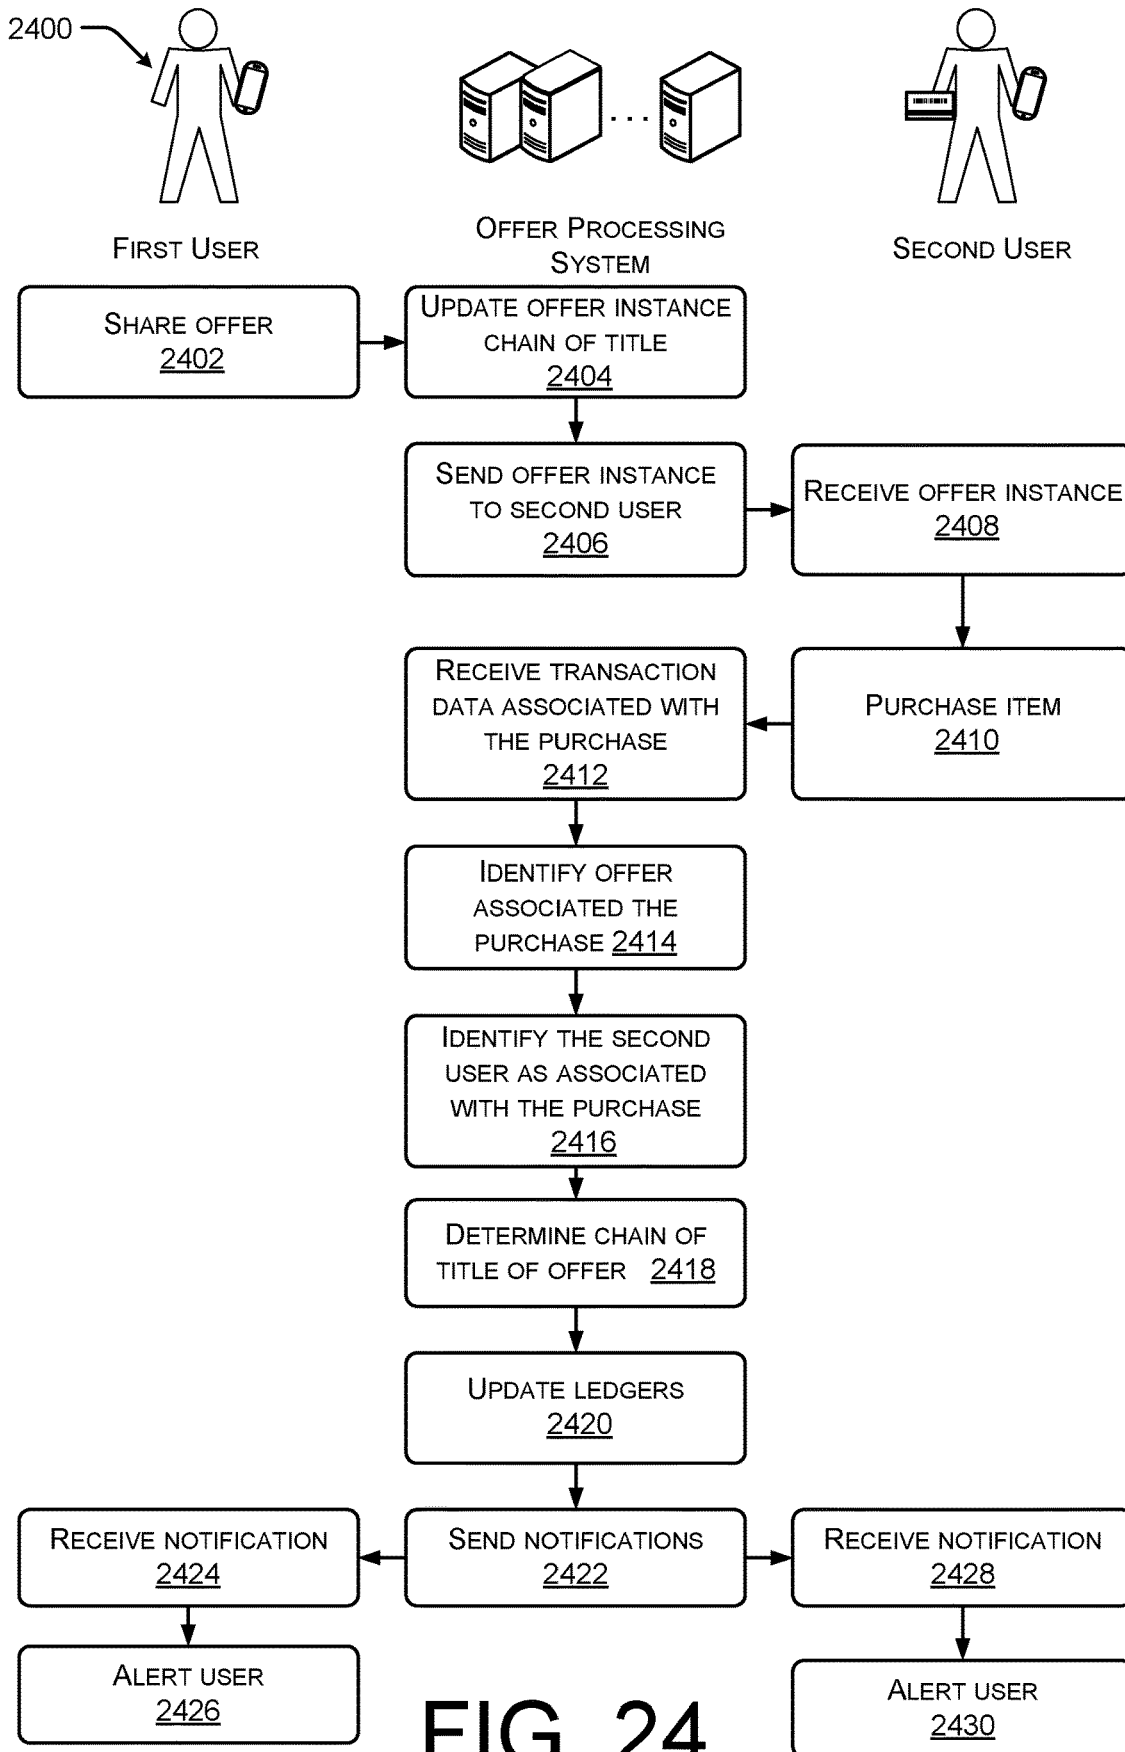 2400
FIRST USER
OFFER PROCESSING
SYSTEM
SECOND USER
SHARE OFFER
2402
UPDATE OFFER INSTANCE
CHAIN OF TITLE
2404
SEND OFFER INSTANCE
TO SECOND USER
2406
RECEIVE OFFER INSTANCE
2408
RECEIVE TRANSACTION
DATA ASSOCIATED WITH
THE PURCHASE
2412
PURCHASE ITEM
2410
IDENTIFY OFFER
ASSOCIATED THE
PURCHASE 2414
IDENTIFY THE SECOND
USER AS ASSOCIATED
WITH THE PURCHASE
2416
DETERMINE CHAIN OF
TITLE OF OFFER 2418
UPDATE LEDGERS
2420
RECEIVE NOTIFICATION
2424
SEND NOTIFICATIONS
2422
RECEIVE NOTIFICATION
2428
ALERT USER
2426
ALERT USER
2430
FIG. 24